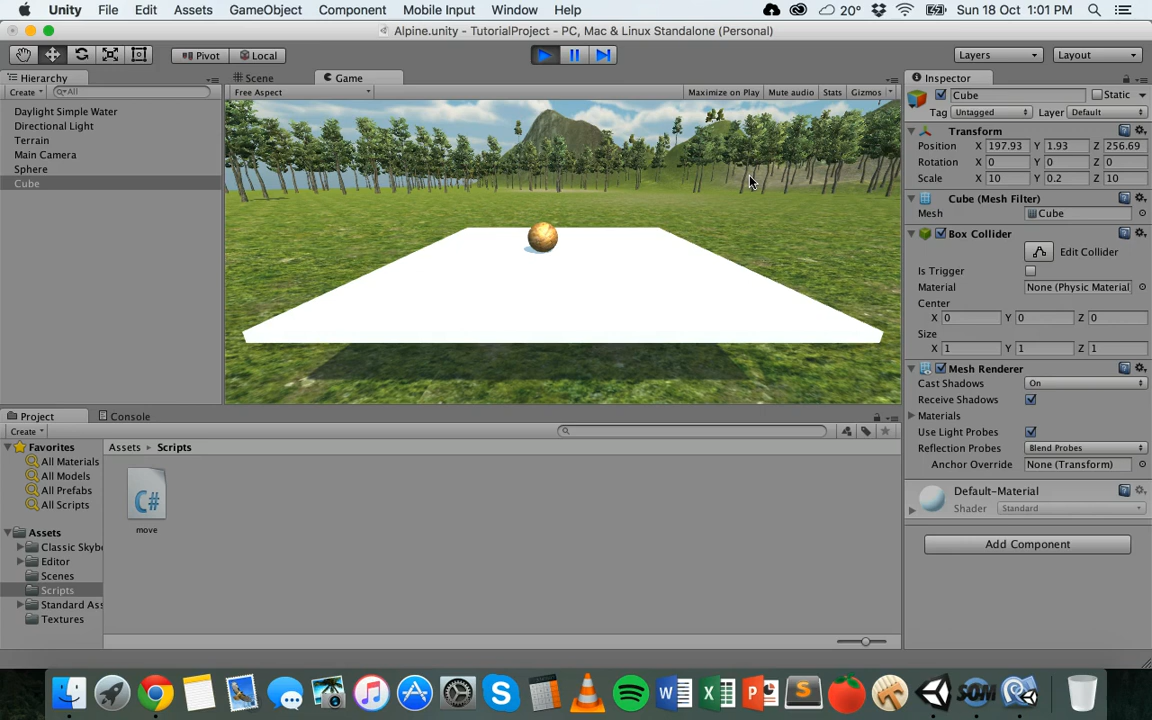 Unity File Edit Assets GameObject Component Mobile Input Window Help 20° Sun 18 Oct 1:01 PM
Alpine.unity - TutorialProject - PC, Mac & Linux Standalone (Personal)
Pivot Local Layers Layout
Hierarchy Scene Game Inspector
Create All Free Aspect Maximize on Play Mute audio Stats Gizmos Cube Static
Tag Untagged Layer Default
Daylight Simple Water
Directional Light
Terrain
Main Camera
Sphere
Cube
Transform
Position X 197.93 Y 1.93 Z 256.69
Rotation X 0 Y 0 Z 0
Scale X 10 Y 0.2 Z 10
Cube (Mesh Filter)
Mesh Cube
Box Collider
Edit Collider
Is Trigger
Material None (Physic Material
Center
X 0 Y 0 Z 0
Size
X 1 Y 1 Z 1
Mesh Renderer
Cast Shadows On
Receive Shadows
Materials
Use Light Probes
Reflection Probes Blend Probes
Anchor Override None (Transform)
Default-Material
Shader Standard
Add Component
Project Console
Create
Favorites
All Materials
All Models
All Prefabs
All Scripts
Assets
Classic Skyb
Editor
Scenes
Scripts
Standard Ass
Textures
Assets Scripts
C#
move
W X P S SOM